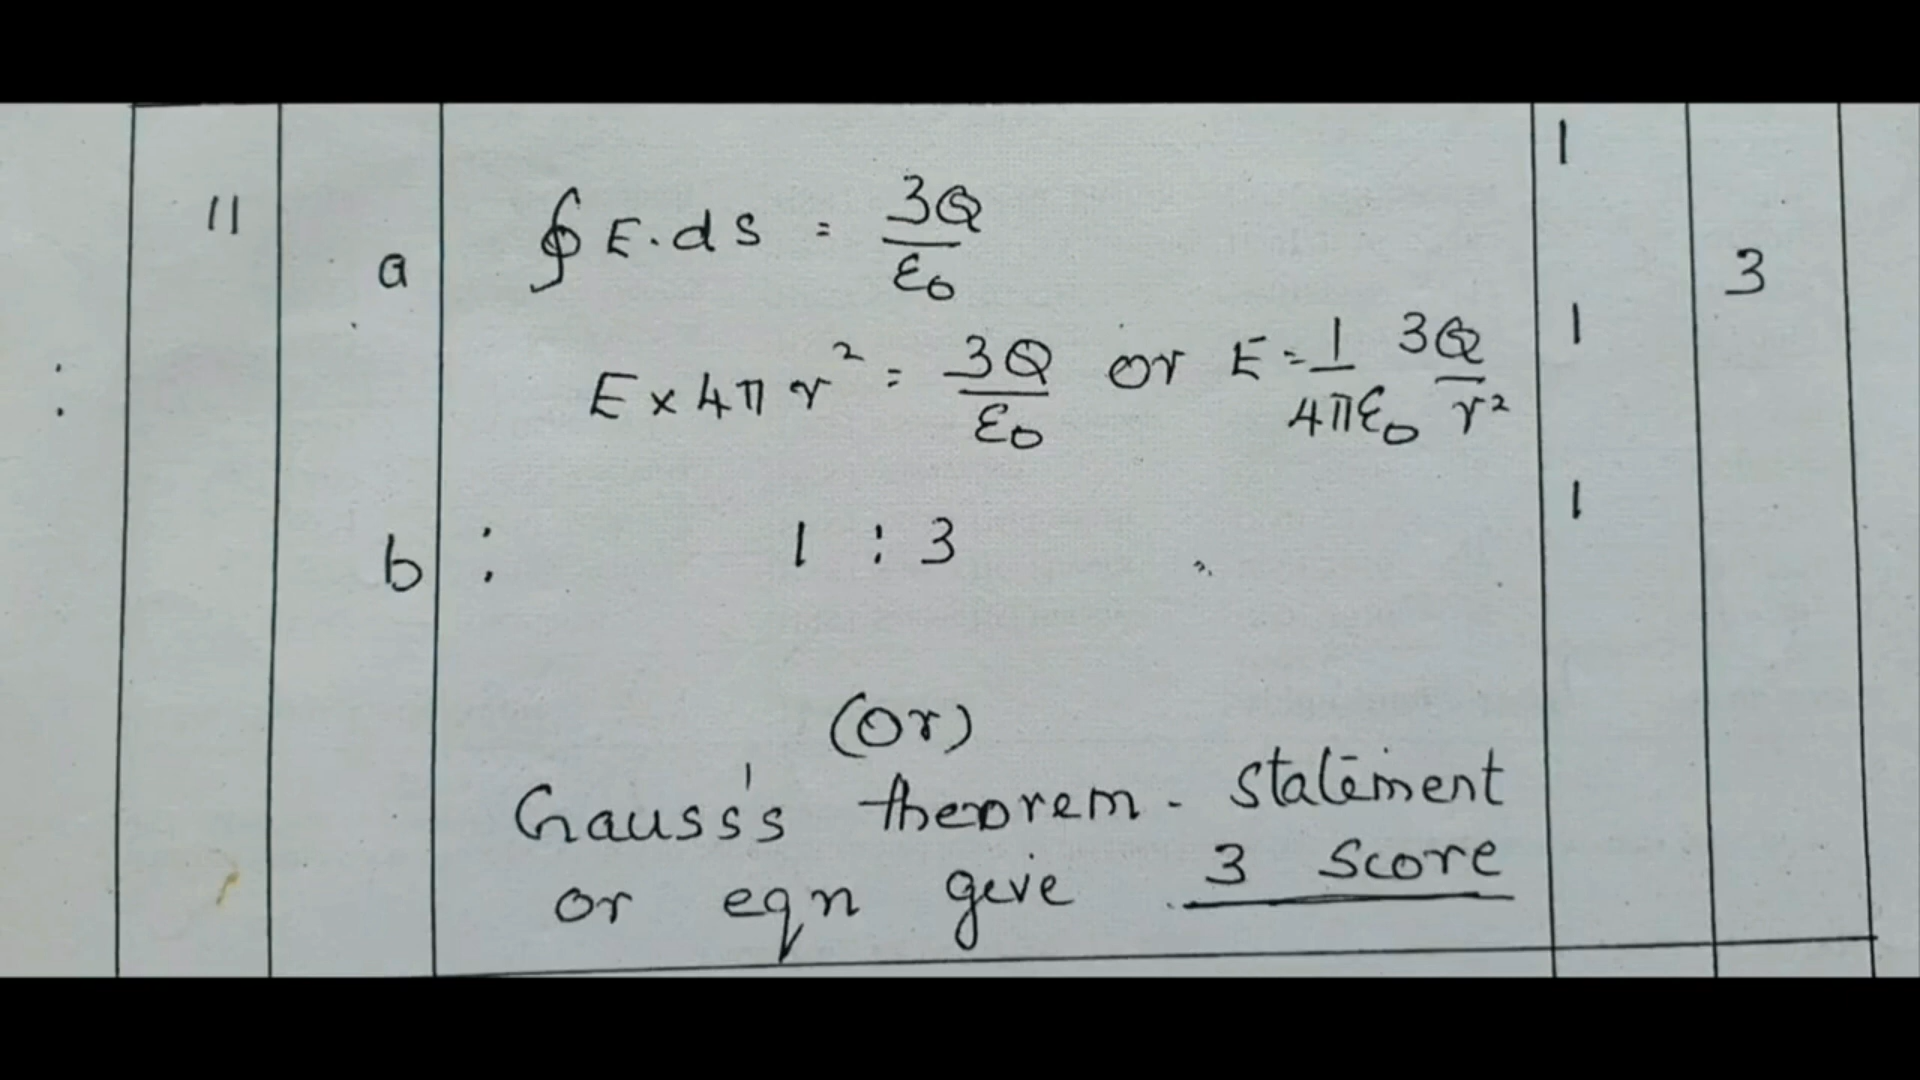 1
11 a ∮ E.ds = 3Q/ε0 3
E × 4π r² = 3Q/ε0 or E = 1/4πε0 3Q/r² 1
:
1
b : 1 : 3
(Or)
Gauss's theorem - statement
or eqn give 3 score